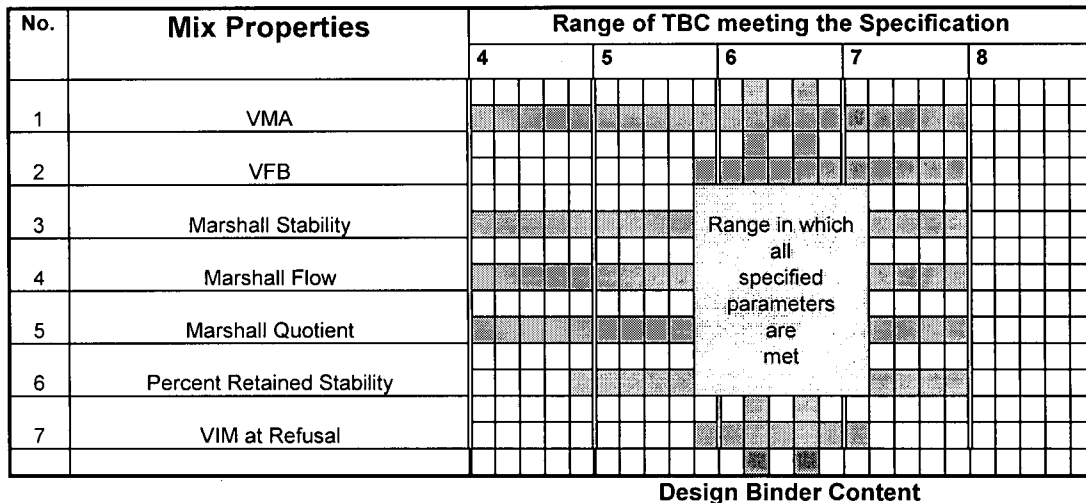 No. Mix Properties Range of TBC meeting the Specification
4 5 6 7 8
1 VMA
2 VFB
3 Marshall Stability
4 Marshall Flow
5 Marshall Quotient
6 Percent Retained Stability
7 VIM at Refusal
Range in which
all
specified
parameters
are
met
Design Binder Content